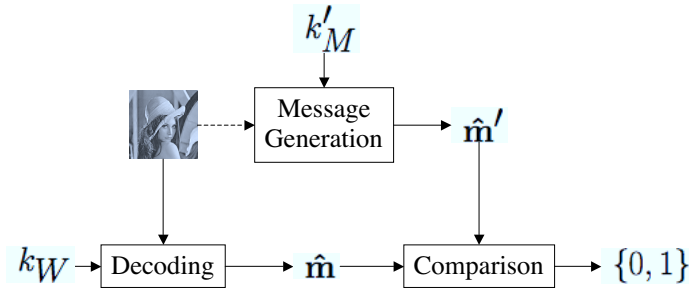 k′_M
Message
Generation
m̂′
k_W
Decoding
m̂
Comparison
{0, 1}